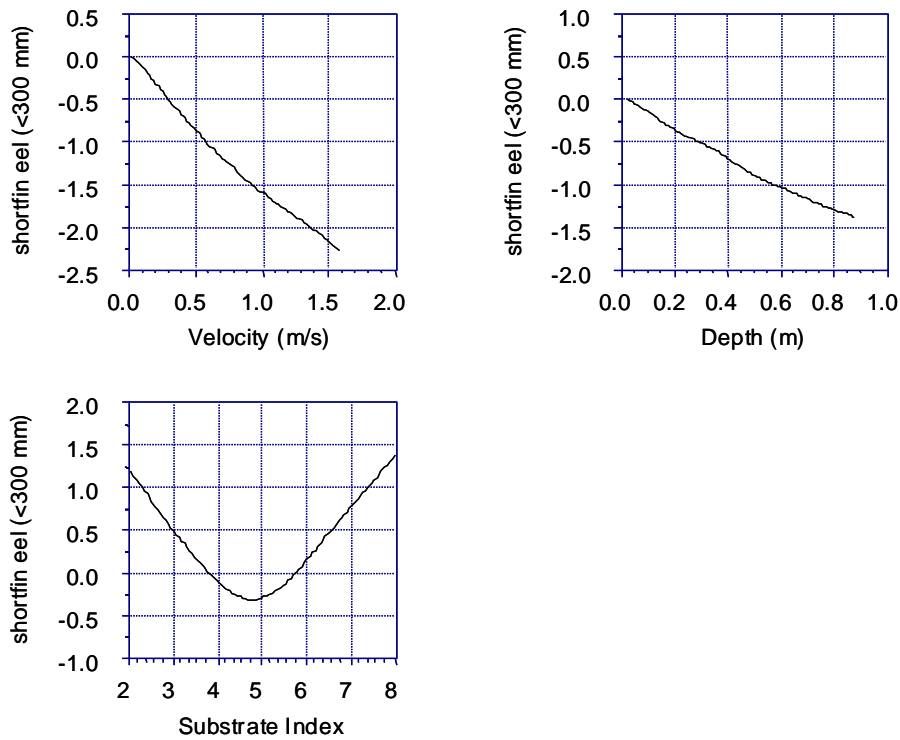 shortfin eel (<300 mm)
0.5
0.0
-0.5
-1.0
-1.5
-2.0
-2.5
0.0 0.5 1.0 1.5 2.0
Velocity (m/s)
shortfin eel (<300 mm)
1.0
0.5
0.0
-0.5
-1.0
-1.5
-2.0
0.0 0.2 0.4 0.6 0.8 1.0
Depth (m)
shortfin eel (<300 mm)
2.0
1.5
1.0
0.5
0.0
-0.5
-1.0
2 3 4 5 6 7 8
Substrate Index